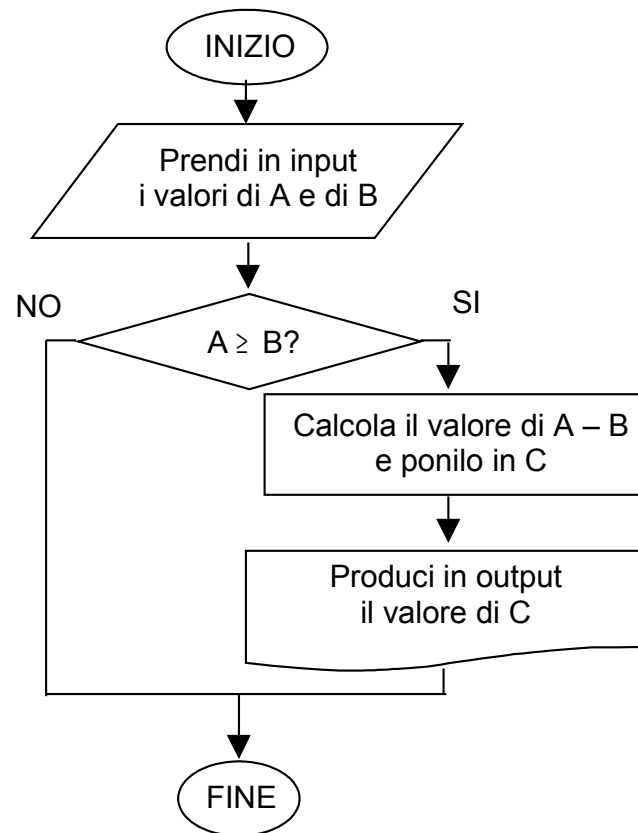 INIZIO
Prendi in input
i valori di A e di B
NO
SI
A ≥ B?
Calcola il valore di A – B
e ponilo in C
Produci in output
il valore di C
FINE